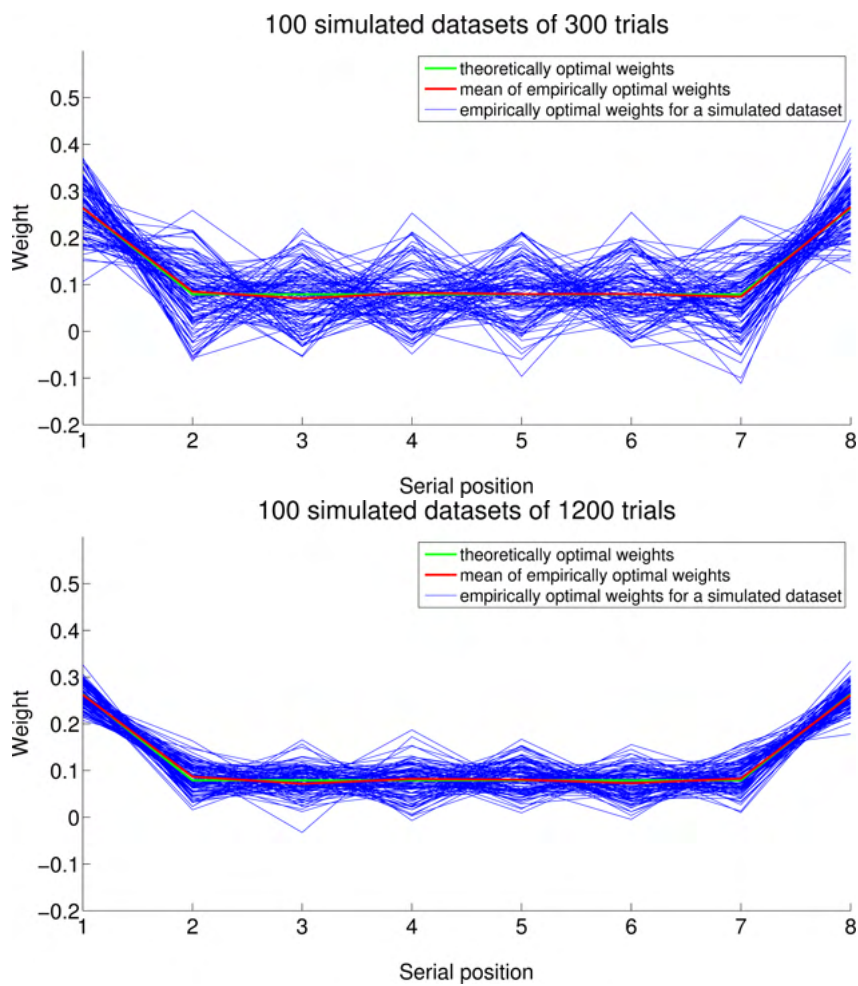 100 simulated datasets of 300 trials
theoretically optimal weights
mean of empirically optimal weights
empirically optimal weights for a simulated dataset
0.5
0.4
0.3
0.2
0.1
0
−0.1
−0.2
Weight
1 2 3 4 5 6 7 8
Serial position
100 simulated datasets of 1200 trials
theoretically optimal weights
mean of empirically optimal weights
empirically optimal weights for a simulated dataset
0.5
0.4
0.3
0.2
0.1
0
−0.1
−0.2
Weight
1 2 3 4 5 6 7 8
Serial position